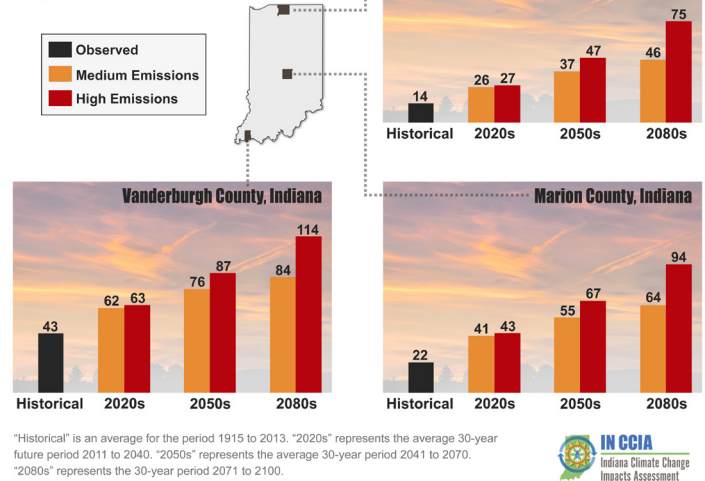 Observed
Medium Emissions
High Emissions
75
47
46
37
26 27
14
Historical 2020s 2050s 2080s
Vanderburgh County, Indiana
114
87
84
76
62 63
43
Historical 2020s 2050s 2080s
Marion County, Indiana
94
67
64
55
41 43
22
Historical 2020s 2050s 2080s
“Historical” is an average for the period 1915 to 2013. “2020s” represents the average 30-year
future period 2011 to 2040. “2050s” represents the average 30-year period 2041 to 2070.
“2080s” represents the 30-year period 2071 to 2100.
IN CCIA
Indiana Climate Change
Impacts Assessment